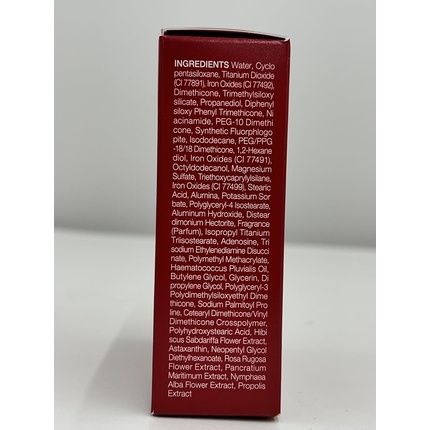 INGREDIENTS Water, Cyclo
pentasiloxane, Titanium Dioxide
(CI 77891), Iron Oxides (CI 77492),
Dimethicone, Trimethylsiloxy
silicate, Propanediol, Diphenyl
siloxy Phenyl Trimethicone, Ni
acinamide, PEG-10 Dimethi
cone, Synthetic Fluorphlogo
pite, Isododecane, PEG/PPG
-18/18 Dimethicone, 1,2-Hexane
diol, Iron Oxides (CI 77491),
Octyldodecanol, Magnesium
Sulfate, Triethoxycaprylylsilane,
Iron Oxides (CI 77499), Stearic
Acid, Alumina, Potassium Sor
bate, Polyglyceryl-4 Isostearate,
Aluminum Hydroxide, Distear
dimonium Hectorite, Fragrance
(Parfum), Isopropyl Titanium
Triisostearate, Adenosine, Tri
sodium Ethylenediamine Disucci
nate, Polymethyl Methacrylate,
Haematococcus Pluvialis Oil,
Butylene Glycol, Glycerin, Di
propylene Glycol, Polyglyceryl-3
Polydimethylsiloxyethyl Dime
thicone, Sodium Palmitoyl Pro
line, Cetearyl Dimethicone/Vinyl
Dimethicone Crosspolymer,
Polyhydroxystearic Acid, Hibi
scus Sabdariffa Flower Extract,
Astaxanthin, Neopentyl Glycol
Diethylhexanoate, Rosa Rugosa
Flower Extract, Pancratium
Maritimum Extract, Nymphaea
Alba Flower Extract, Propolis
Extract